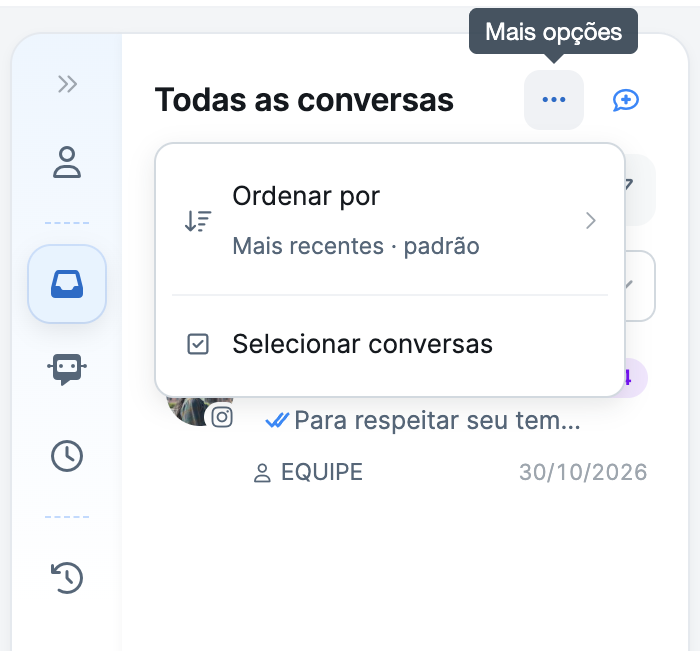 Mais opções
Todas as conversas
Ordenar por
Mais recentes · padrão
Selecionar conversas
Para respeitar seu tem...
EQUIPE
30/10/2026